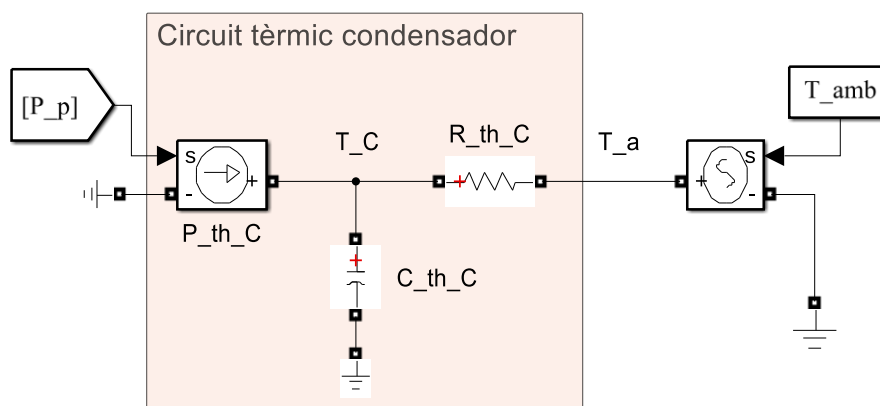 Circuit tèrmic condensador
[P_p]
T_amb
R_th_C
T_C
T_a
s
s
+
-
+
+
-
P_th_C
+
C_th_C